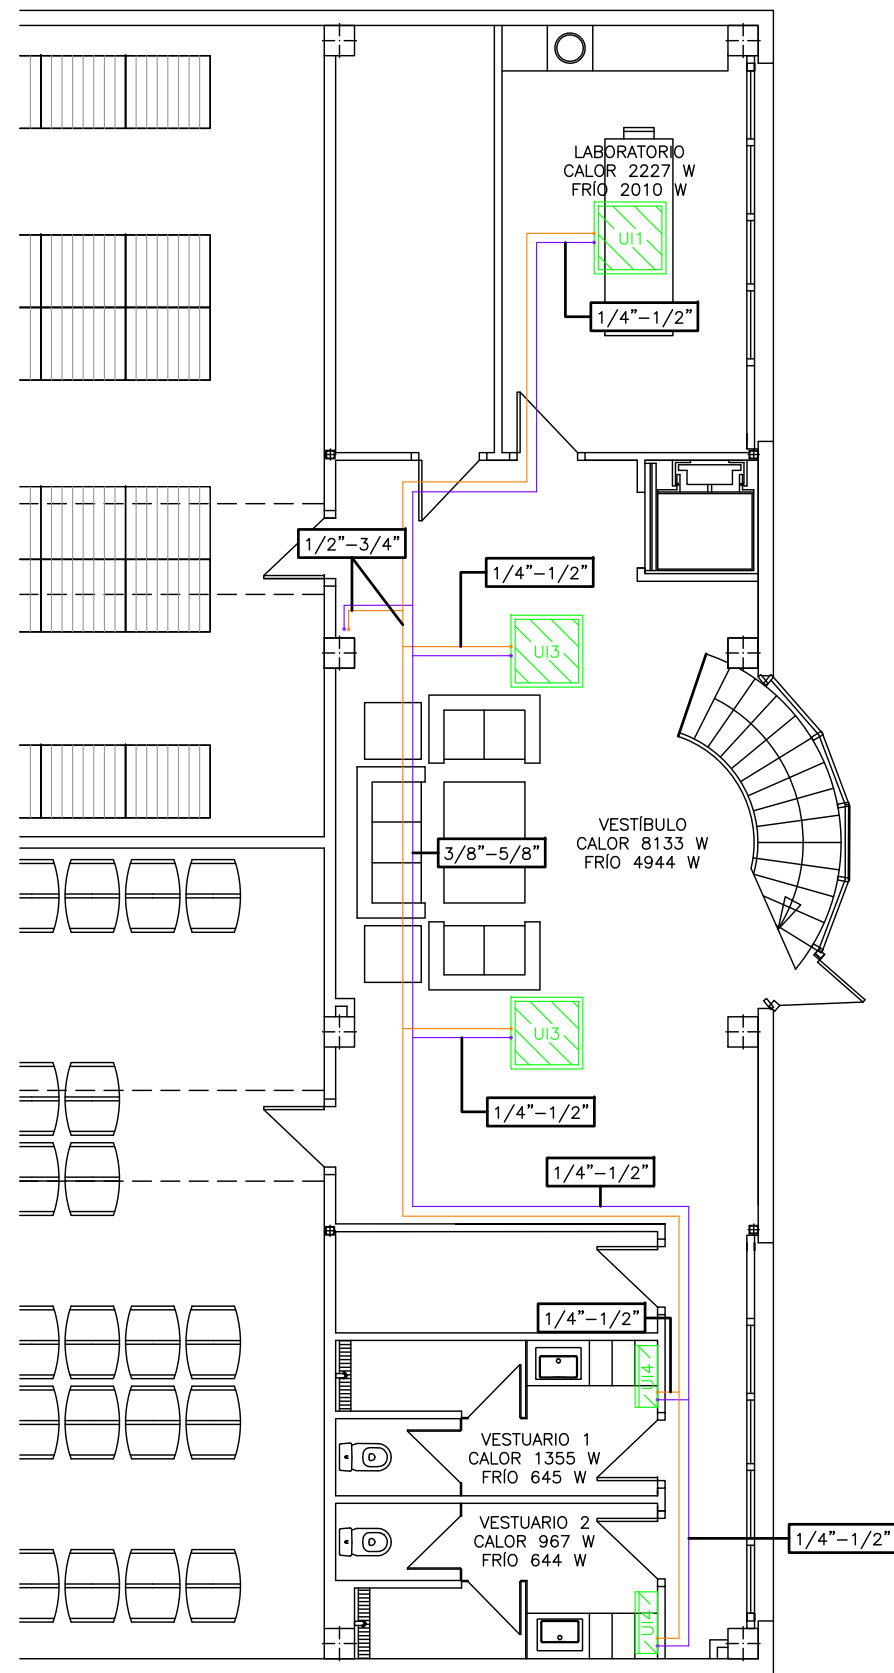 LABORATORIO
CALOR 2227 W
FRÍO 2010 W
UI1
1/4”-1/2”
1/2”-3/4”
1/4”-1/2”
UI3
VESTÍBULO
CALOR 8133 W
FRÍO 4944 W
3/8”-5/8”
UI3
1/4”-1/2”
1/4”-1/2”
1/4”-1/2”
UI4
VESTUARIO 1
CALOR 1355 W
FRÍO 645 W
VESTUARIO 2
CALOR 967 W
FRÍO 644 W
1/4”-1/2”
UI4